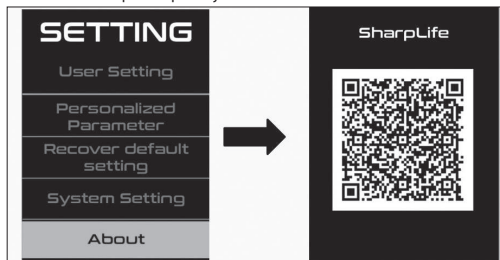 SETTING
User Setting
Personalized
Parameter
Recover default
setting
System Setting
About
SharpLife